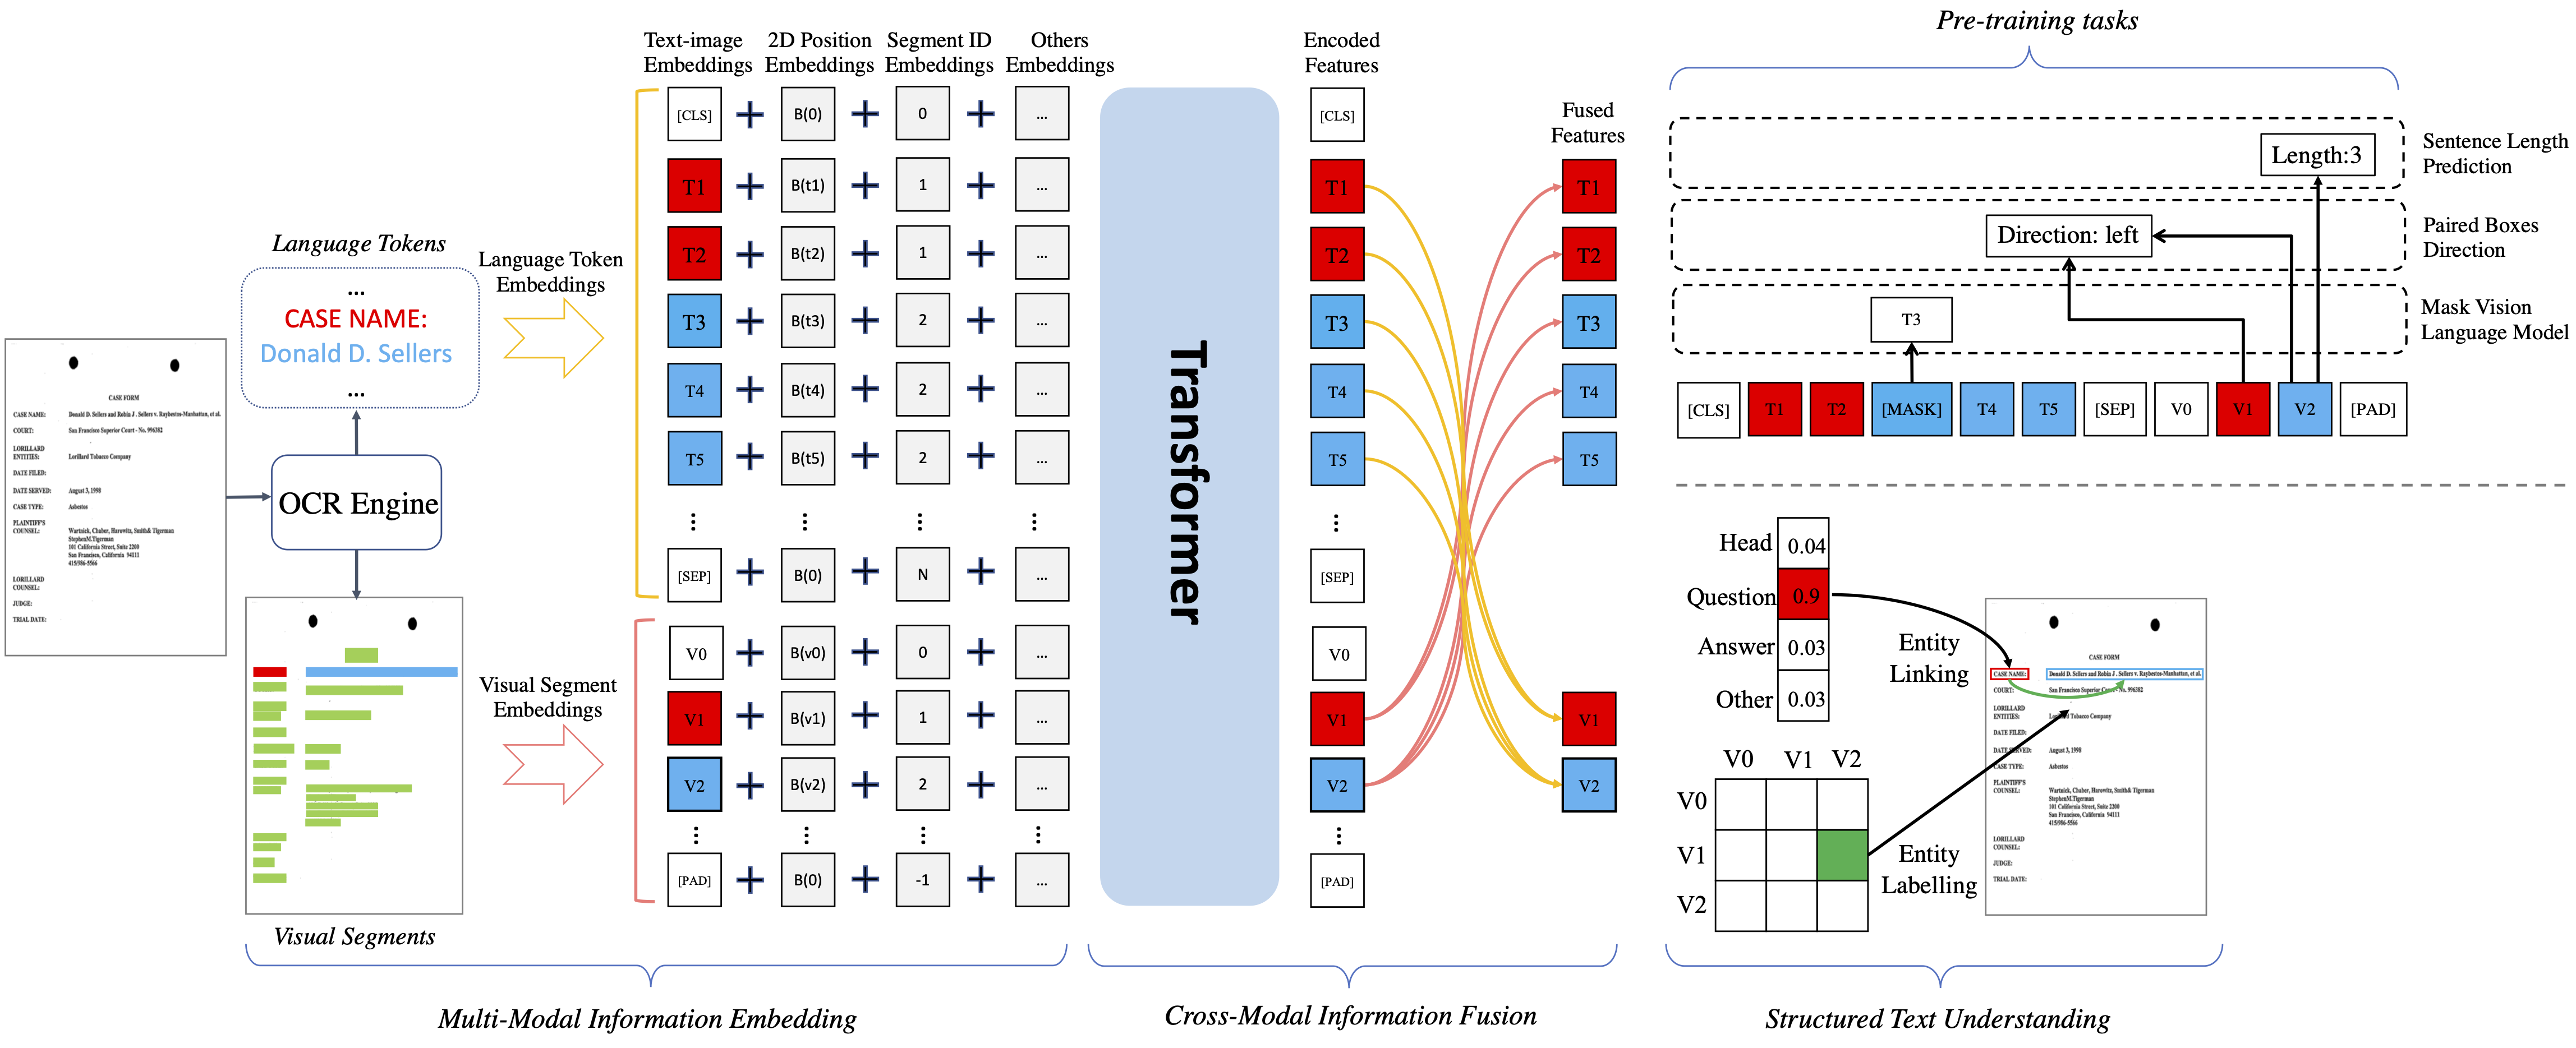 Pre-training tasks
Text-image Embeddings
2D Position Embeddings
Segment ID Embeddings
Others Embeddings
Encoded Features
Fused Features
[CLS] B(0) 0 ... [CLS]
T1 B(t1) 1 ... T1 T1
T2 B(t2) 1 ... T2 T2
T3 B(t3) 2 ... T3 T3
T4 B(t4) 2 ... T4 T4
T5 B(t5) 2 ... T5 T5
[SEP] B(0) N ... [SEP]
V0 B(v0) 0 ... V0
V1 B(v1) 1 ... V1 V1
V2 B(v2) 2 ... V2 V2
[PAD] B(0) -1 ... [PAD]
Transformer
Language Tokens
...
CASE NAME:
Donald D. Sellers
...
Language Token
Embeddings
OCR Engine
Visual Segment
Embeddings
Visual Segments
CASE FORM
CASE NAME: Donald D. Sellers and Robin J. Sellers v. Raybestos-Manhattan, et al.
COURT: San Francisco Superior Court - No. 996382
LORILLARD
ENTITIES: Lorillard Tobacco Company
DATE FILED:
DATE SERVED: August 3, 1998
CASE TYPE: Asbestos
PLAINTIFF'S
COUNSEL: Wartnick, Chaber, Harowitz, Smith& Tigerman
StephenM.Tigerman
101 California Street, Suite 2200
San Francisco, California 94111
415/986-5566
LORILLARD
COUNSEL:
JUDGE:
TRIAL DATE:
Length:3
Sentence Length
Prediction
Direction: left
Paired Boxes
Direction
T3
Mask Vision
Language Model
[CLS] T1 T2 [MASK] T4 T5 [SEP] V0 V1 V2 [PAD]
Head 0.04
Question 0.9
Answer 0.03
Other 0.03
Entity
Linking
V0 V1 V2
V0
V1
V2
Entity
Labelling
CASE FORM
CASE NAME: Donald D. Sellers and Robin J. Sellers v. Raybestos-Manhattan, et al.
COURT: San Francisco Superior Court - No. 996382
LORILLARD
ENTITIES: Tobacco Company
DATE FILED:
DATE SERVED: August 3, 1998
CASE TYPE: Asbestos
PLAINTIFF'S
COUNSEL: Wartnick, Chaber, Harowitz, Smith& Tigerman
StephenM.Tigerman
101 California Street, Suite 2200
San Francisco, California 94111
415/986-5566
LORILLARD
COUNSEL:
JUDGE:
TRIAL DATE:
Multi-Modal Information Embedding
Cross-Modal Information Fusion
Structured Text Understanding